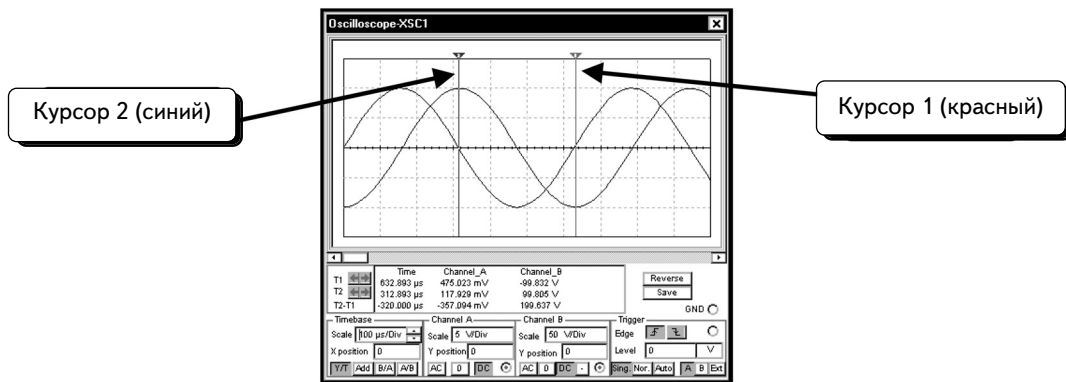 Oscilloscope-XSC1
Курсор 2 (синий)
Курсор 1 (красный)
Time Channel_A Channel_B
T1 632.893 µs 475.023 mV -99.832 V
T2 312.893 µs 117.929 mV 99.805 V
T2-T1 -320.000 µs -357.094 mV 199.637 V
Reverse
Save
GND
Timebase Channel A Channel B Trigger
Scale 100 µs/Div Scale 5 V/Div Scale 50 V/Div Edge
X position 0 Y position 0 Y position 0 Level 0 V
Y/T Add B/A A/B AC 0 DC AC 0 DC - Sing. Nor. Auto A B Ext